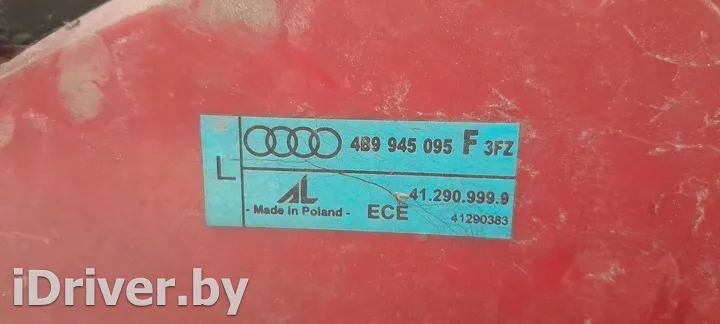 4B9 945 095 F 3FZ
L
AL
41.290.999.9
- Made in Poland - ECE 41290383
iDriver.by